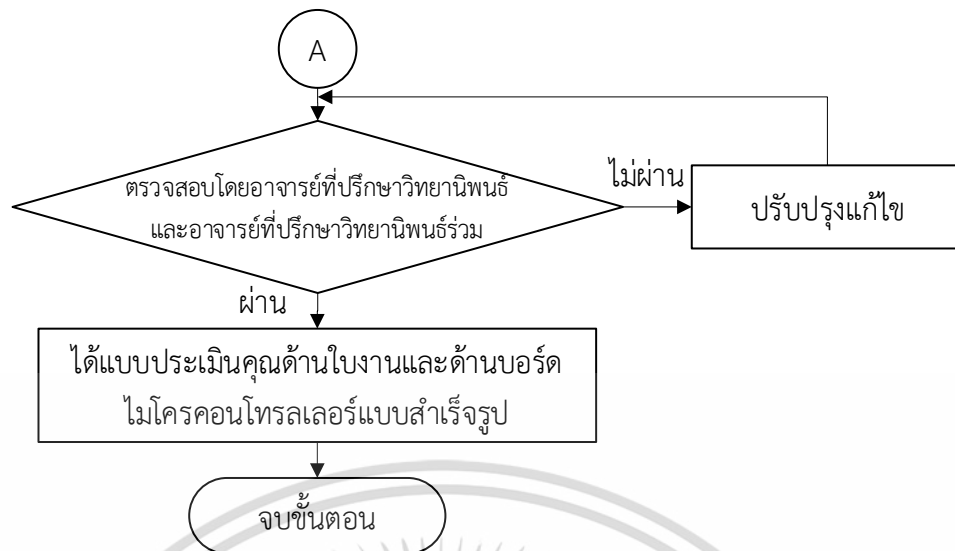 A
ตรวจสอบโดยอาจารย์ที่ปรึกษาวิทยานิพนธ์
และอาจารย์ที่ปรึกษาวิทยานิพนธ์ร่วม
ไม่ผ่าน
ปรับปรุงแก้ไข
ผ่าน
ได้แบบประเมินคุณด้านใบงานและด้านบอร์ด
ไมโครคอนโทรลเลอร์แบบสำเร็จรูป
จบขั้นตอน